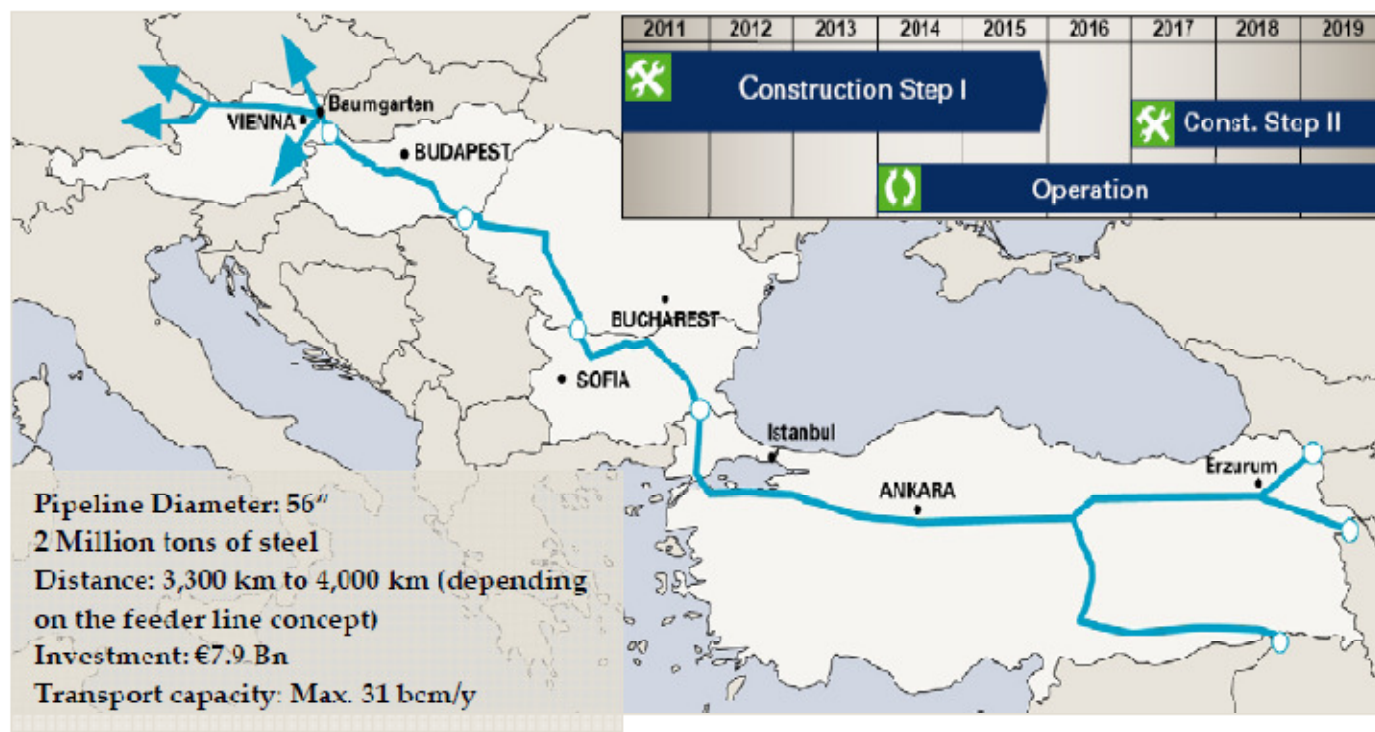 2011 2012 2013 2014 2015 2016 2017 2018 2019
Construction Step I
Const. Step II
Operation
Baumgarten
VIENNA
BUDAPEST
BUCHAREST
SOFIA
Istanbul
ANKARA
Erzurum
Pipeline Diameter: 56"
2 Million tons of steel
Distance: 3,300 km to 4,000 km (depending
on the feeder line concept)
Investment: €7.9 Bn
Transport capacity: Max. 31 bcm/y